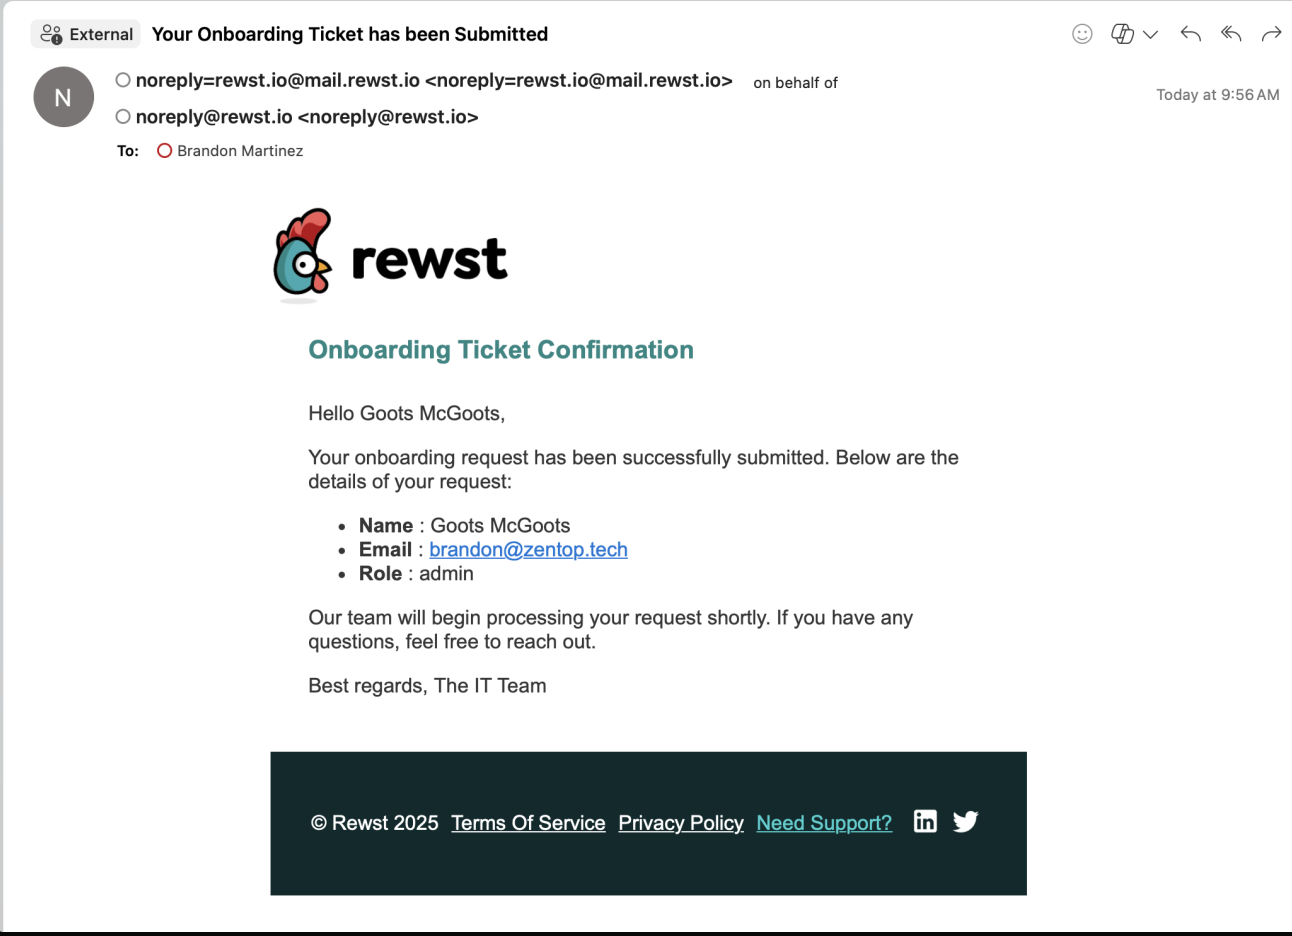 External Your Onboarding Ticket has been Submitted
N
noreply=rewst.io@mail.rewst.io <noreply=rewst.io@mail.rewst.io> on behalf of
Today at 9:56 AM
noreply@rewst.io <noreply@rewst.io>
To: Brandon Martinez
rewst
Onboarding Ticket Confirmation
Hello Goots McGoots,
Your onboarding request has been successfully submitted. Below are the
details of your request:
• Name : Goots McGoots
• Email : brandon@zentop.tech
• Role : admin
Our team will begin processing your request shortly. If you have any
questions, feel free to reach out.
Best regards, The IT Team
© Rewst 2025 Terms Of Service Privacy Policy Need Support? in